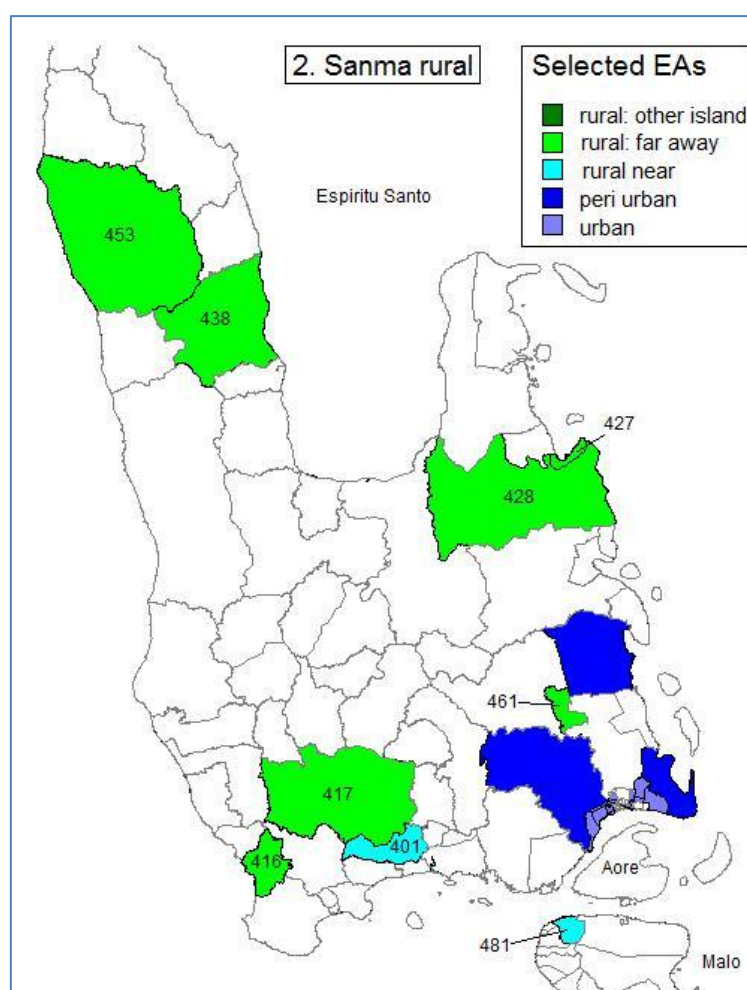 2. Sanma rural
Selected EAs
rural: other island
rural: far away
rural near
peri urban
urban
Espiritu Santo
453
438
427
428
461
417
401
416
Aore
481
Malo